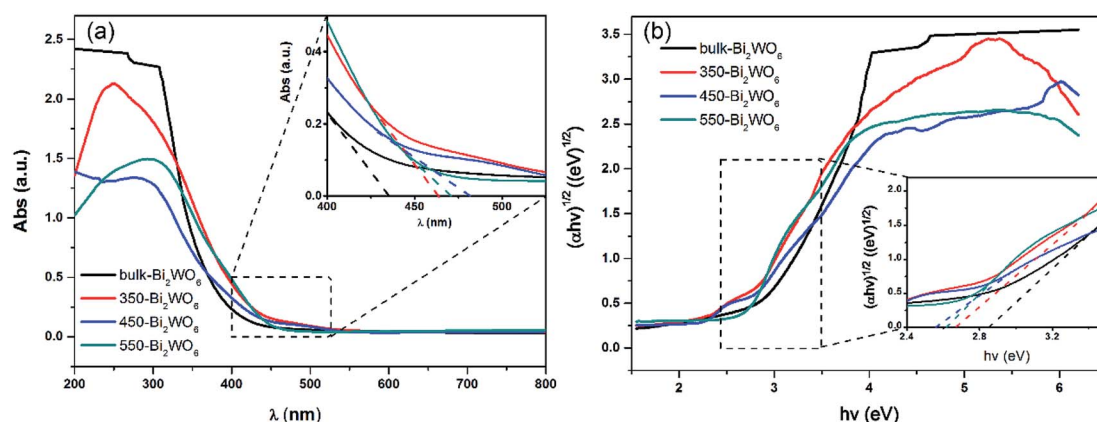 (a)
Abs (a.u.)
2.5
2.0
1.5
1.0
0.5
0.0
200 300 400 500 600 700 800
λ (nm)
bulk-Bi₂WO₆
350-Bi₂WO₆
450-Bi₂WO₆
550-Bi₂WO₆
Abs (a.u.)
0.4
0.2
0.0
400 450 500
λ (nm)
(b)
(αhv)^1/2 ((eV)^1/2)
3.5
3.0
2.5
2.0
1.5
1.0
0.5
0.0
2 3 4 5 6
hv (eV)
bulk-Bi₂WO₆
350-Bi₂WO₆
450-Bi₂WO₆
550-Bi₂WO₆
(αhv)^1/2 ((eV)^1/2)
2.0
1.5
1.0
0.5
0.0
2.4 2.8 3.2
hv (eV)